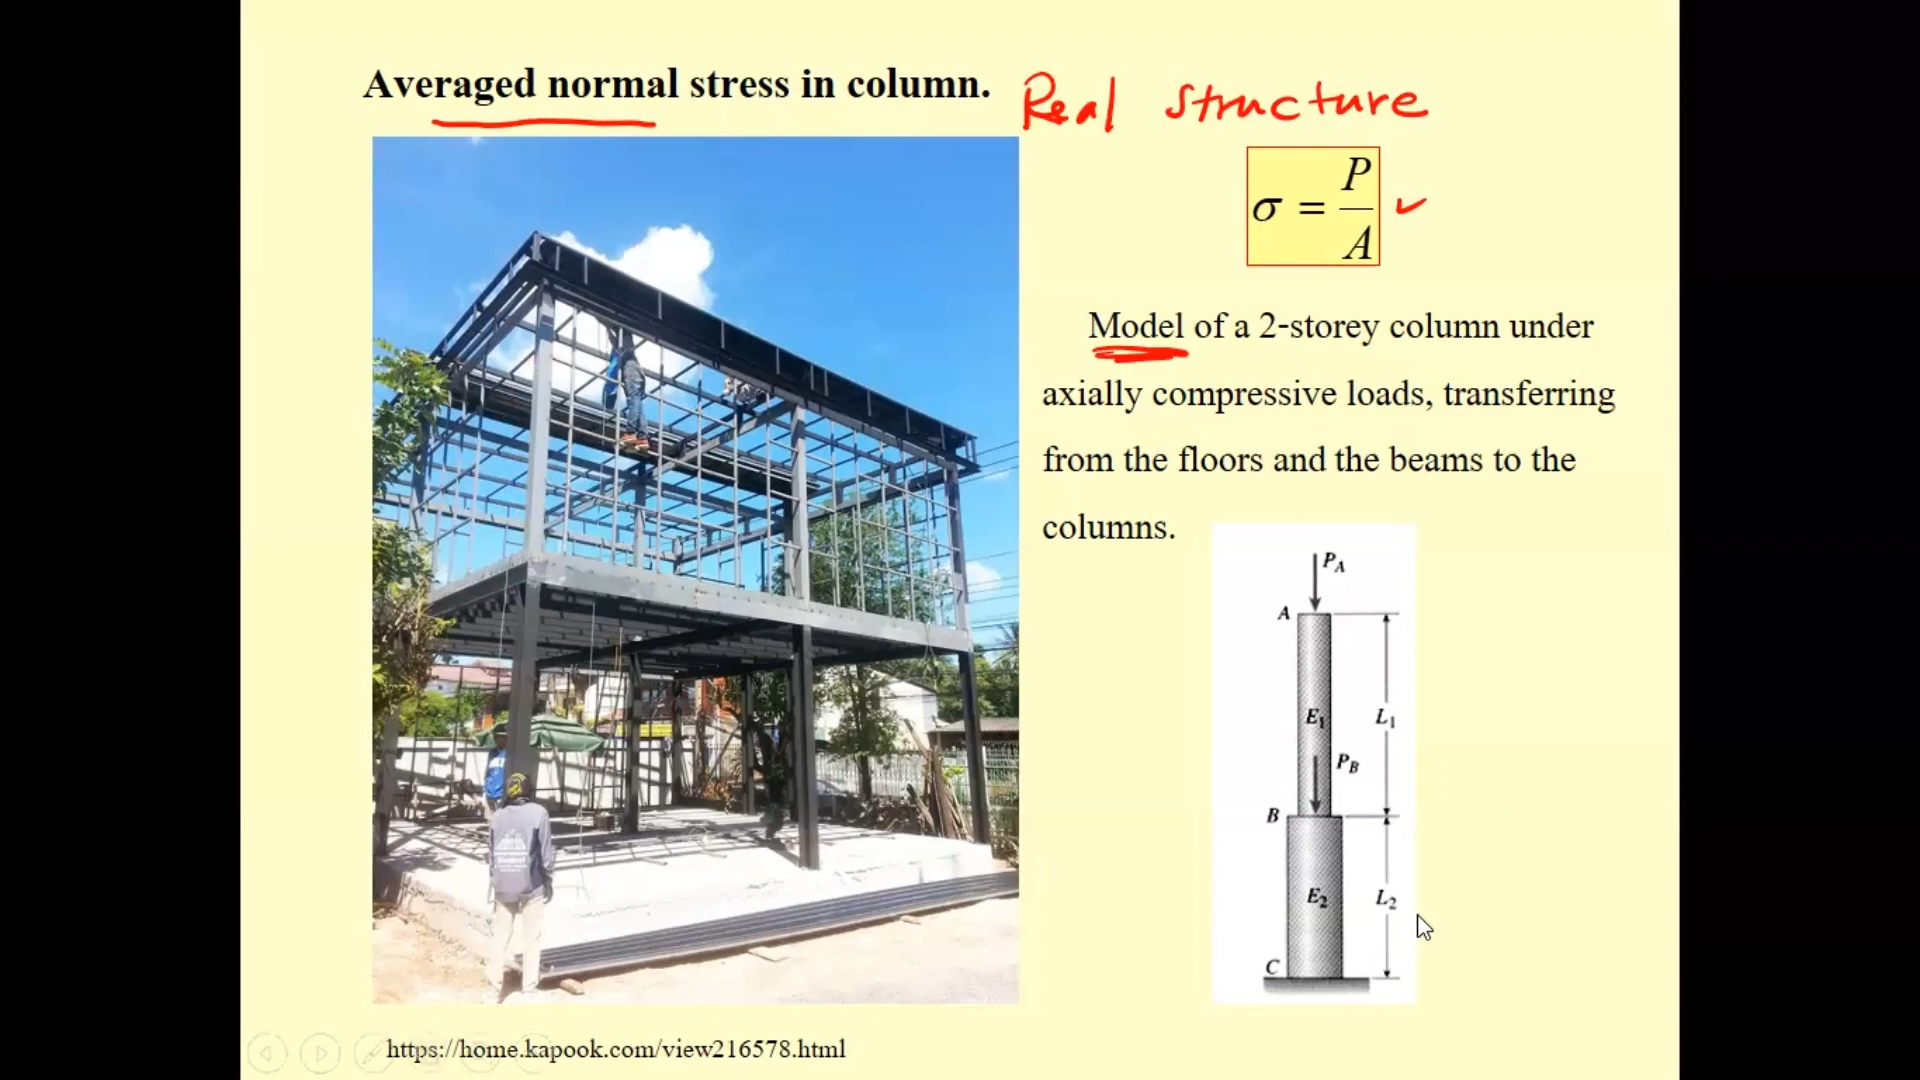 Averaged normal stress in column.
Real structure
σ = P/A ✓
Model of a 2-storey column under
axially compressive loads, transferring
from the floors and the beams to the
columns.
P_A
A
E_1
L_1
P_B
B
E_2
L_2
C
https://home.kapook.com/view216578.html